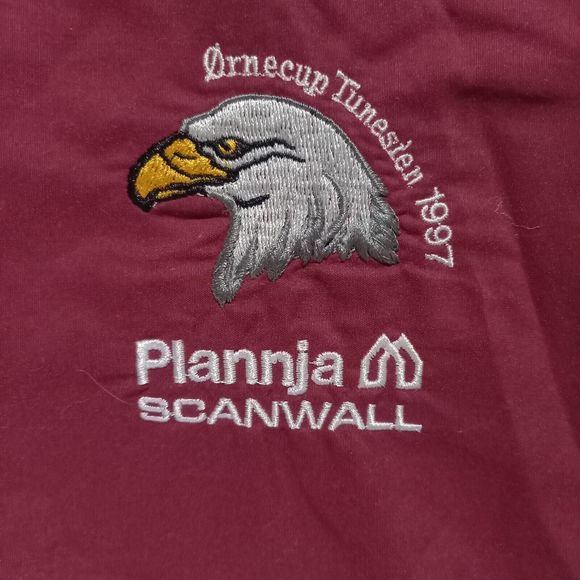 Ørnecup Tunesien 1997
Plannja
SCANWALL